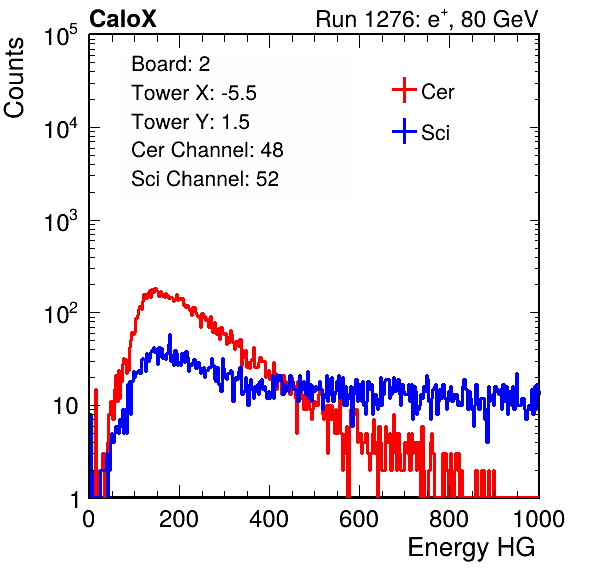 CaloX Run 1276: e⁺, 80 GeV
Counts
Board: 2
Tower X: -5.5
Tower Y: 1.5
Cer Channel: 48
Sci Channel: 52
Cer
Sci
10⁵
10⁴
10³
10²
10
1
0 200 400 600 800 1000
Energy HG